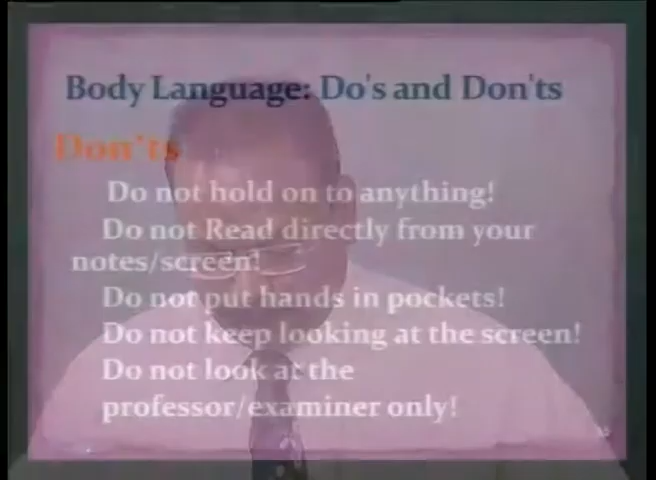 Body Language: Do's and Don'ts
Don'ts
Do not hold on to anything!
Do not Read directly from your
notes/screen!
Do not put hands in pockets!
Do not keep looking at the screen!
Do not look at the
professor/examiner only!